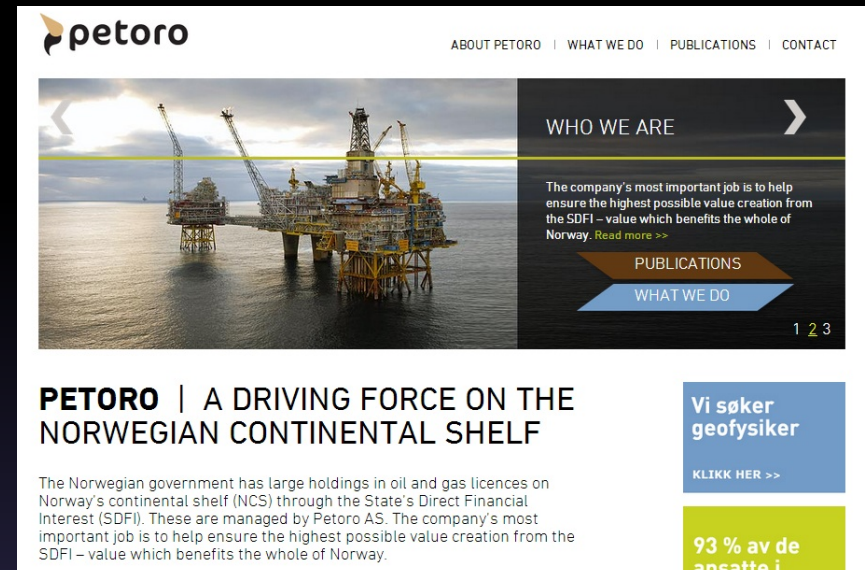 petoro
ABOUT PETORO | WHAT WE DO | PUBLICATIONS | CONTACT
WHO WE ARE
The company's most important job is to help
ensure the highest possible value creation from
the SDFI – value which benefits the whole of
Norway. Read more >>
PUBLICATIONS
WHAT WE DO
1 2 3
PETORO | A DRIVING FORCE ON THE
NORWEGIAN CONTINENTAL SHELF
The Norwegian government has large holdings in oil and gas licences on
Norway's continental shelf (NCS) through the State's Direct Financial
Interest (SDFI). These are managed by Petoro AS. The company's most
important job is to help ensure the highest possible value creation from the
SDFI – value which benefits the whole of Norway.
Vi søker
geofysiker
KLIKK HER >>
93 % av de
ansatte i